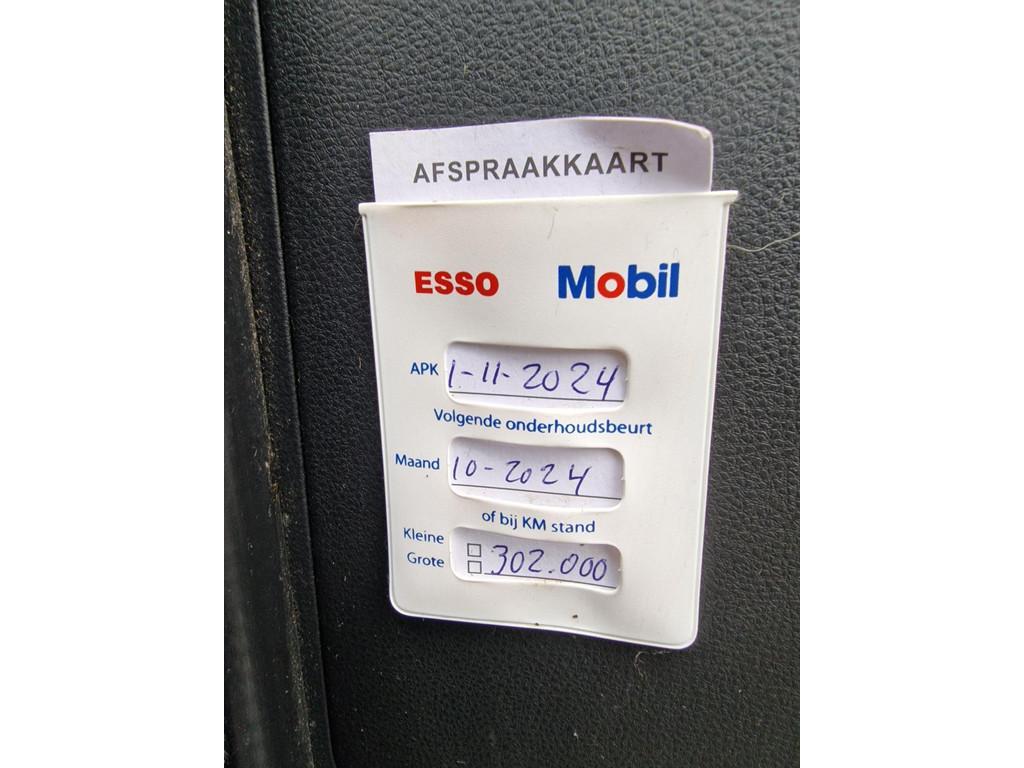 AFSPRAAKKAART
ESSO Mobil
APK 1-11-2024
Volgende onderhoudsbeurt
Maand 10-2024
of bij KM stand
Kleine
Grote 302.000